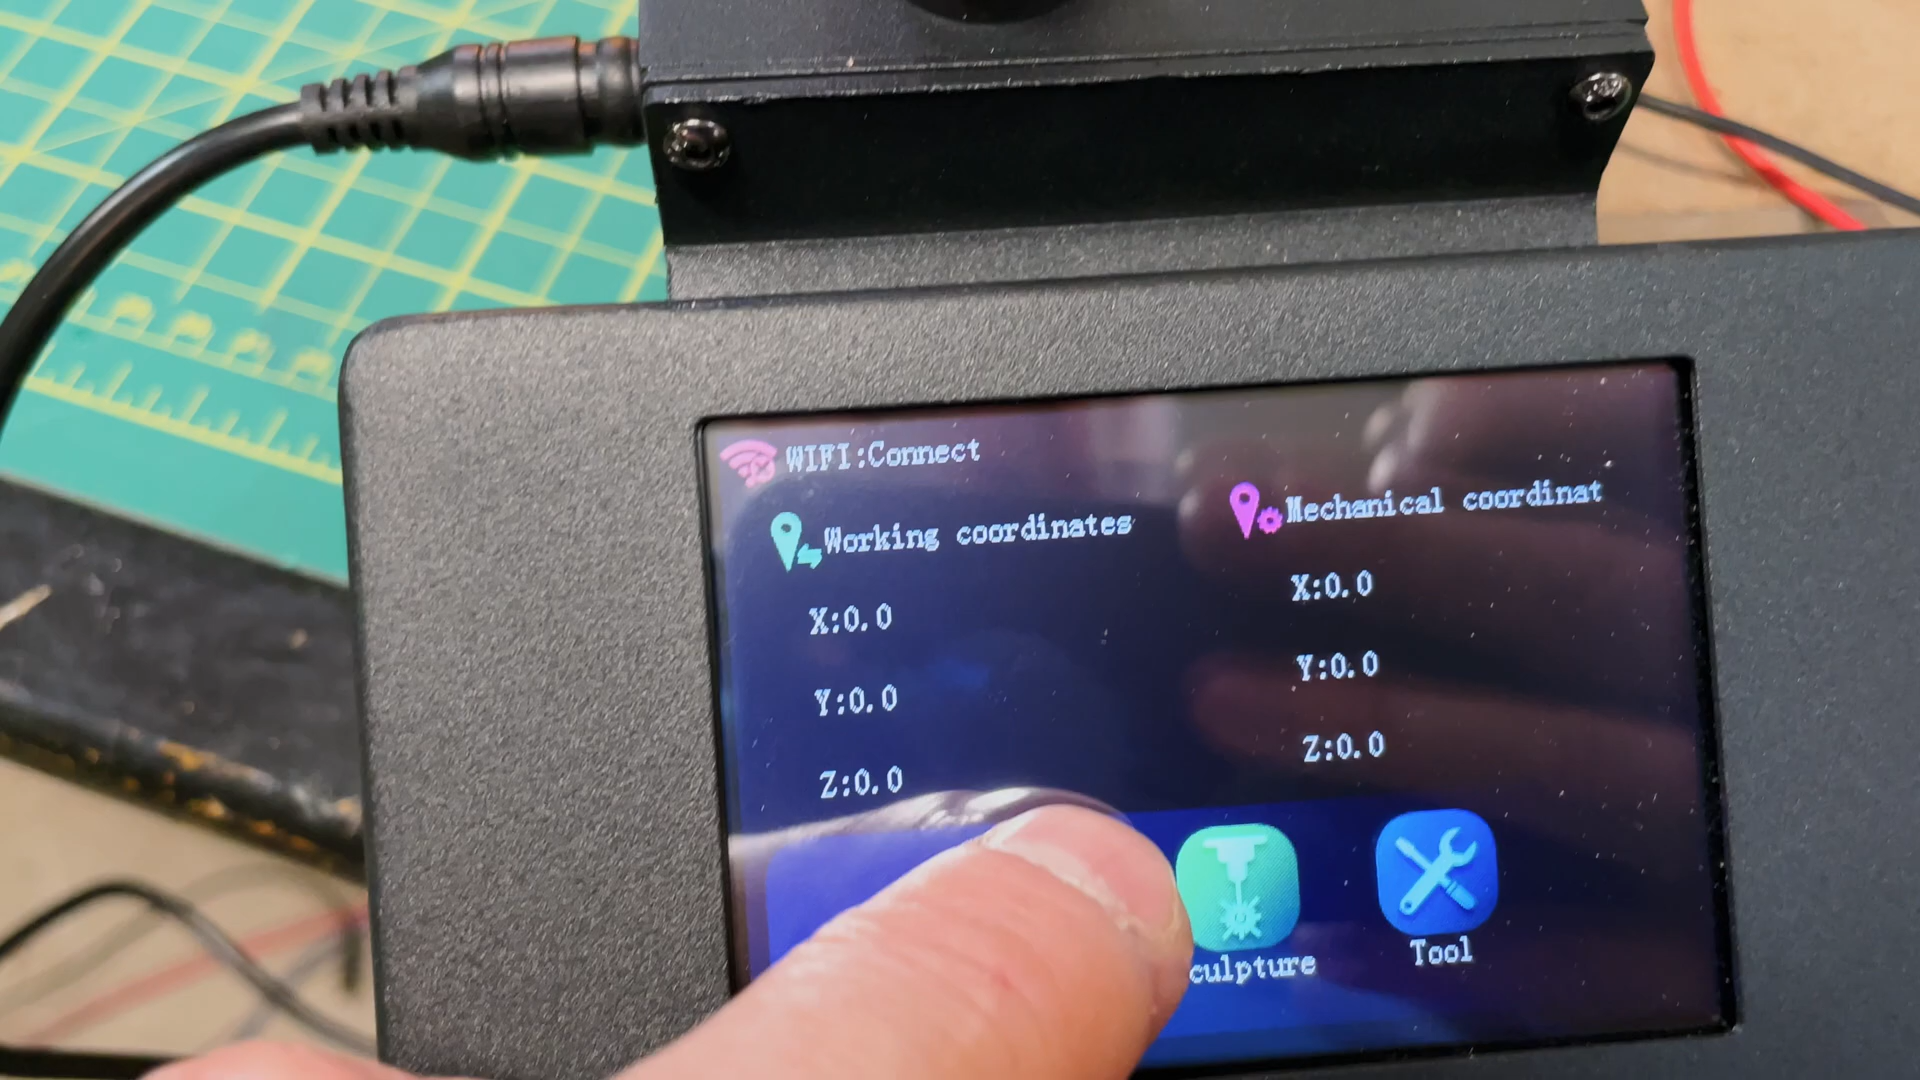 WIFI:Connect
Working coordinates
X:0.0
Y:0.0
Z:0.0
Mechanical coordinat
X:0.0
Y:0.0
Z:0.0
culpture
Tool